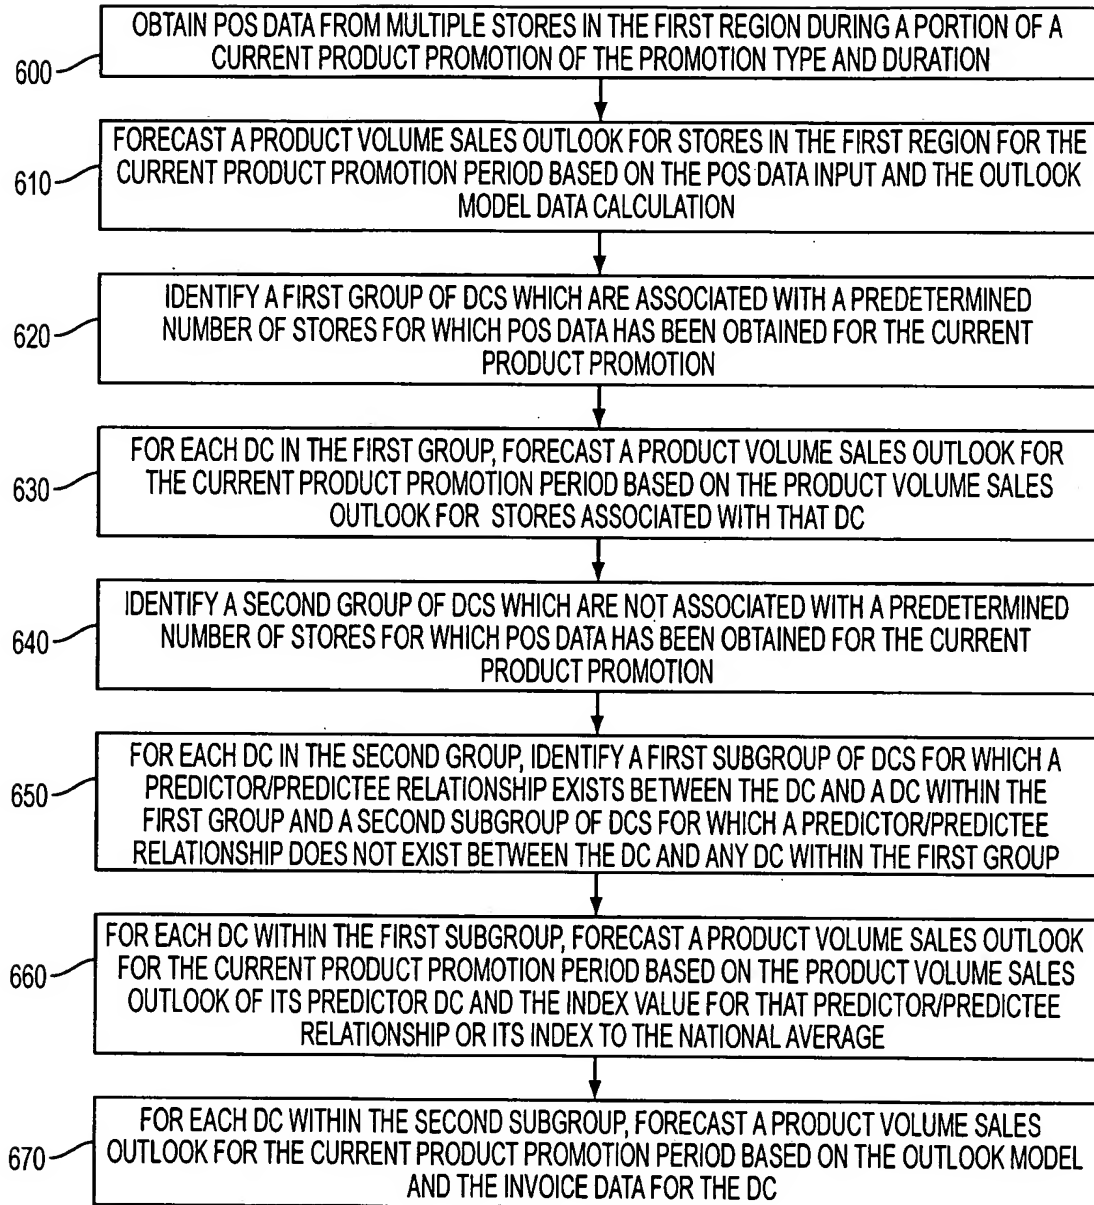 OBTAIN POS DATA FROM MULTIPLE STORES IN THE FIRST REGION DURING A PORTION OF A
CURRENT PRODUCT PROMOTION OF THE PROMOTION TYPE AND DURATION
600
FORECAST A PRODUCT VOLUME SALES OUTLOOK FOR STORES IN THE FIRST REGION FOR THE
CURRENT PRODUCT PROMOTION PERIOD BASED ON THE POS DATA INPUT AND THE OUTLOOK
MODEL DATA CALCULATION
610
IDENTIFY A FIRST GROUP OF DCS WHICH ARE ASSOCIATED WITH A PREDETERMINED
NUMBER OF STORES FOR WHICH POS DATA HAS BEEN OBTAINED FOR THE CURRENT
PRODUCT PROMOTION
620
FOR EACH DC IN THE FIRST GROUP, FORECAST A PRODUCT VOLUME SALES OUTLOOK FOR
THE CURRENT PRODUCT PROMOTION PERIOD BASED ON THE PRODUCT VOLUME SALES
OUTLOOK FOR STORES ASSOCIATED WITH THAT DC
630
IDENTIFY A SECOND GROUP OF DCS WHICH ARE NOT ASSOCIATED WITH A PREDETERMINED
NUMBER OF STORES FOR WHICH POS DATA HAS BEEN OBTAINED FOR THE CURRENT
PRODUCT PROMOTION
640
FOR EACH DC IN THE SECOND GROUP, IDENTIFY A FIRST SUBGROUP OF DCS FOR WHICH A
PREDICTOR/PREDICTEE RELATIONSHIP EXISTS BETWEEN THE DC AND A DC WITHIN THE
FIRST GROUP AND A SECOND SUBGROUP OF DCS FOR WHICH A PREDICTOR/PREDICTEE
RELATIONSHIP DOES NOT EXIST BETWEEN THE DC AND ANY DC WITHIN THE FIRST GROUP
650
FOR EACH DC WITHIN THE FIRST SUBGROUP, FORECAST A PRODUCT VOLUME SALES OUTLOOK
FOR THE CURRENT PRODUCT PROMOTION PERIOD BASED ON THE PRODUCT VOLUME SALES
OUTLOOK OF ITS PREDICTOR DC AND THE INDEX VALUE FOR THAT PREDICTOR/PREDICTEE
RELATIONSHIP OR ITS INDEX TO THE NATIONAL AVERAGE
660
FOR EACH DC WITHIN THE SECOND SUBGROUP, FORECAST A PRODUCT VOLUME SALES
OUTLOOK FOR THE CURRENT PRODUCT PROMOTION PERIOD BASED ON THE OUTLOOK MODEL
AND THE INVOICE DATA FOR THE DC
670